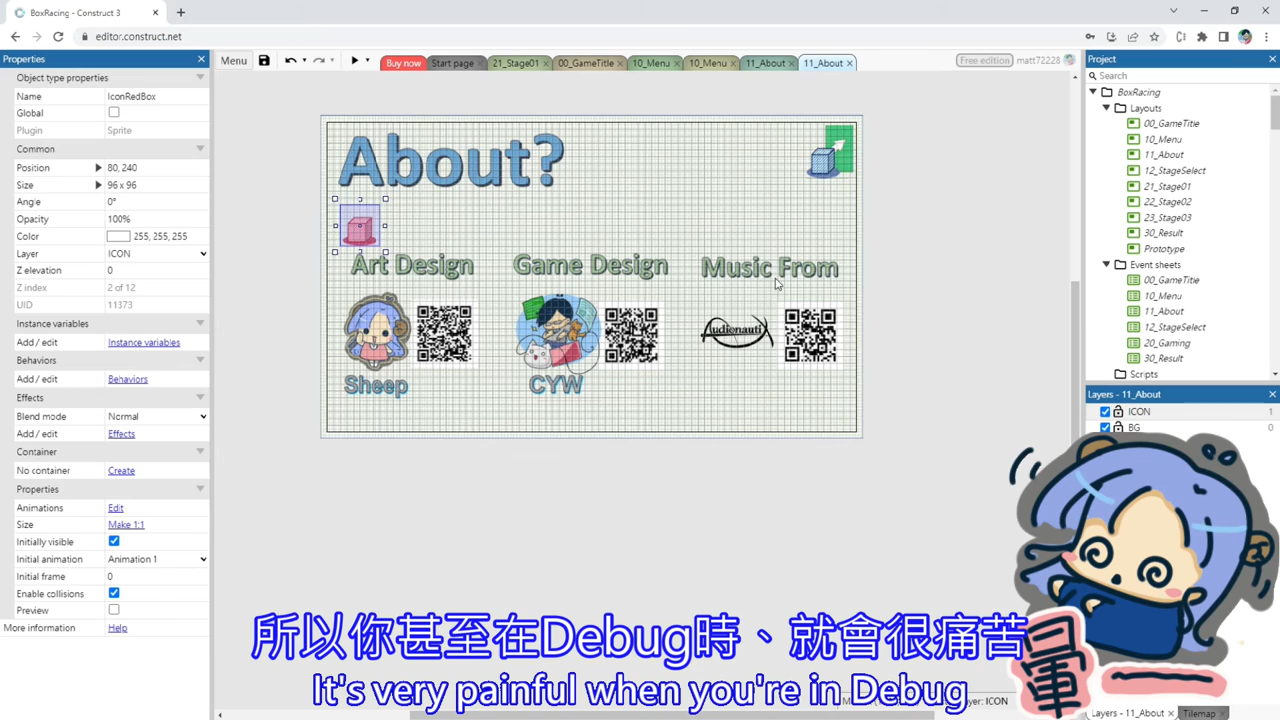 BoxRacing - Construct 3
editor.construct.net
Properties
Menu
Buy now
Start page
21_Stage01
00_GameTitle
10_Menu
10_Menu
11_About
11_About
Free edition
matt72228
Project
Object type properties
Name IconRedBox
Global
Plugin Sprite
Common
Position 80, 240
Size 96 x 96
Angle 0°
Opacity 100%
Color 255, 255, 255
Layer ICON
Z elevation 0
Z index 2 of 12
UID 11373
Instance variables
Add / edit Instance variables
Behaviors
Add / edit Behaviors
Effects
Blend mode Normal
Add / edit Effects
Container
No container Create
Properties
Animations Edit
Size Make 1:1
Initially visible
Initial animation Animation 1
Initial frame 0
Enable collisions
Preview
More information Help
About?
Art Design
Game Design
Music From
Audionautix
Sheep
CYW
Search
BoxRacing
Layouts
00_GameTitle
10_Menu
11_About
12_StageSelect
21_Stage01
22_Stage02
23_Stage03
30_Result
Prototype
Event sheets
00_GameTitle
10_Menu
11_About
12_StageSelect
20_Gaming
30_Result
Scripts
Layers - 11_About
ICON 1
BG 0
暈
所以你甚至在Debug時、就會很痛苦
It's very painful when you're in Debug
Layer: ICON
Layers - 11_About
Tilemap